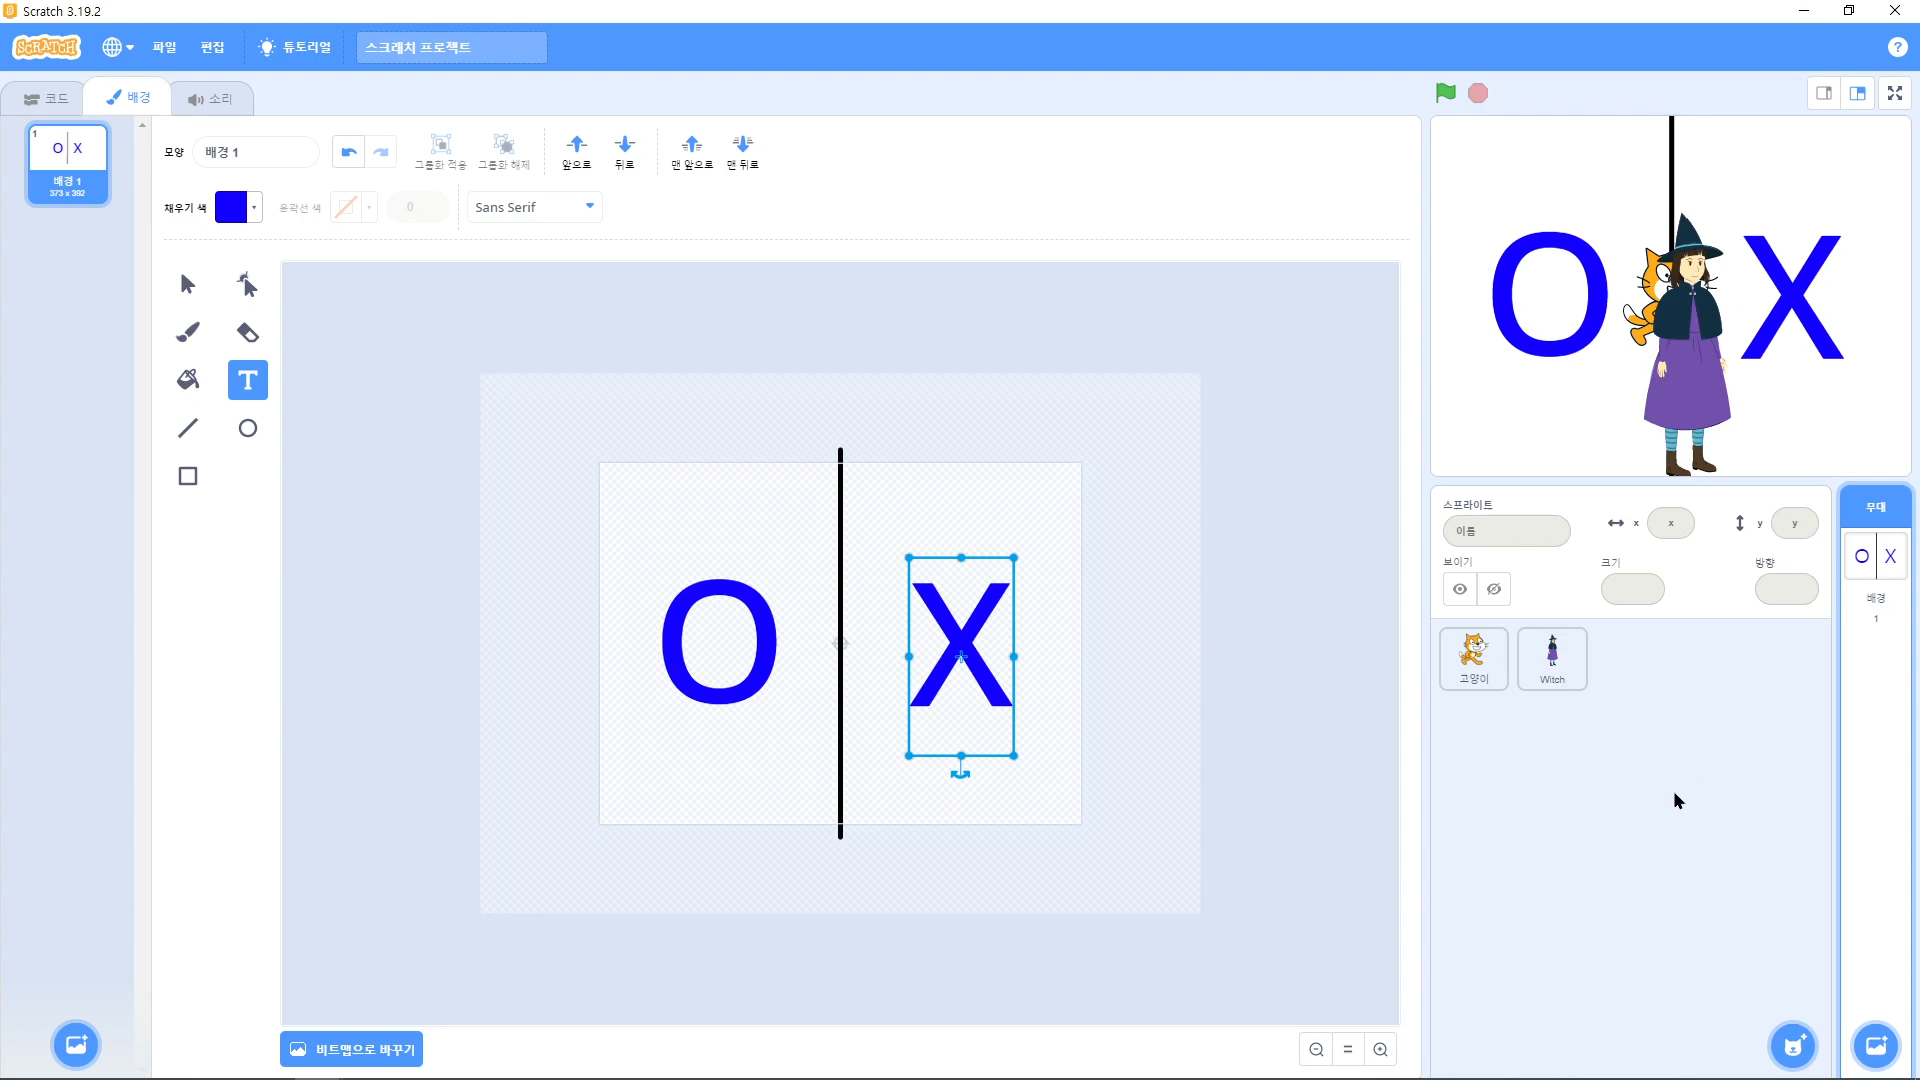 Scratch 3.19.2
SCRATCH
파일
편집
튜토리얼
스크래치 프로젝트
?
코드
배경
소리
1
O X
배경 1
373 x 392
모양
배경 1
그룹화 적용
그룹화 해제
앞으로
뒤로
맨 앞으로
맨 뒤로
채우기 색
윤곽선 색
0
Sans Serif
T
O X
O X
스프라이트
이름
x
x
y
y
보이기
크기
방향
고양이
Witch
무대
O X
배경
1
비트맵으로 바꾸기